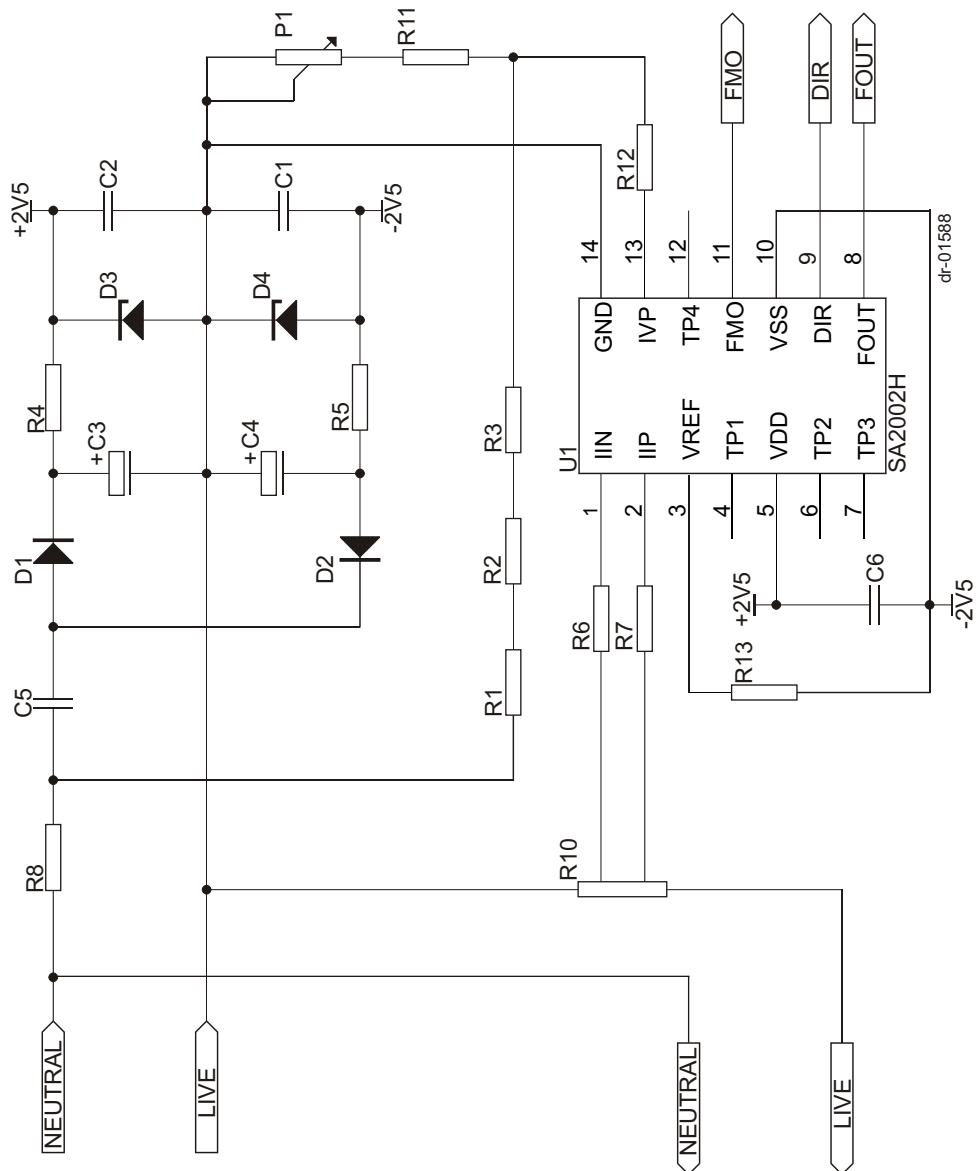 P1
R11
+2V5
C2
C1
-2V5
D3
D4
R4
R5
+C3
+C4
D1
D2
C5
R8
R3
R2
R1
R12
FMO
DIR
FOUT
14
13
12
11
10
9
8
dr-01588
GND
IVP
TP4
FMO
VSS
DIR
FOUT
U1
IIN
IIP
VREF
TP1
VDD
TP2
TP3
SA2002H
1
2
3
4
5
6
7
R6
R7
+2V5
C6
-2V5
R13
R10
NEUTRAL
LIVE
NEUTRAL
LIVE